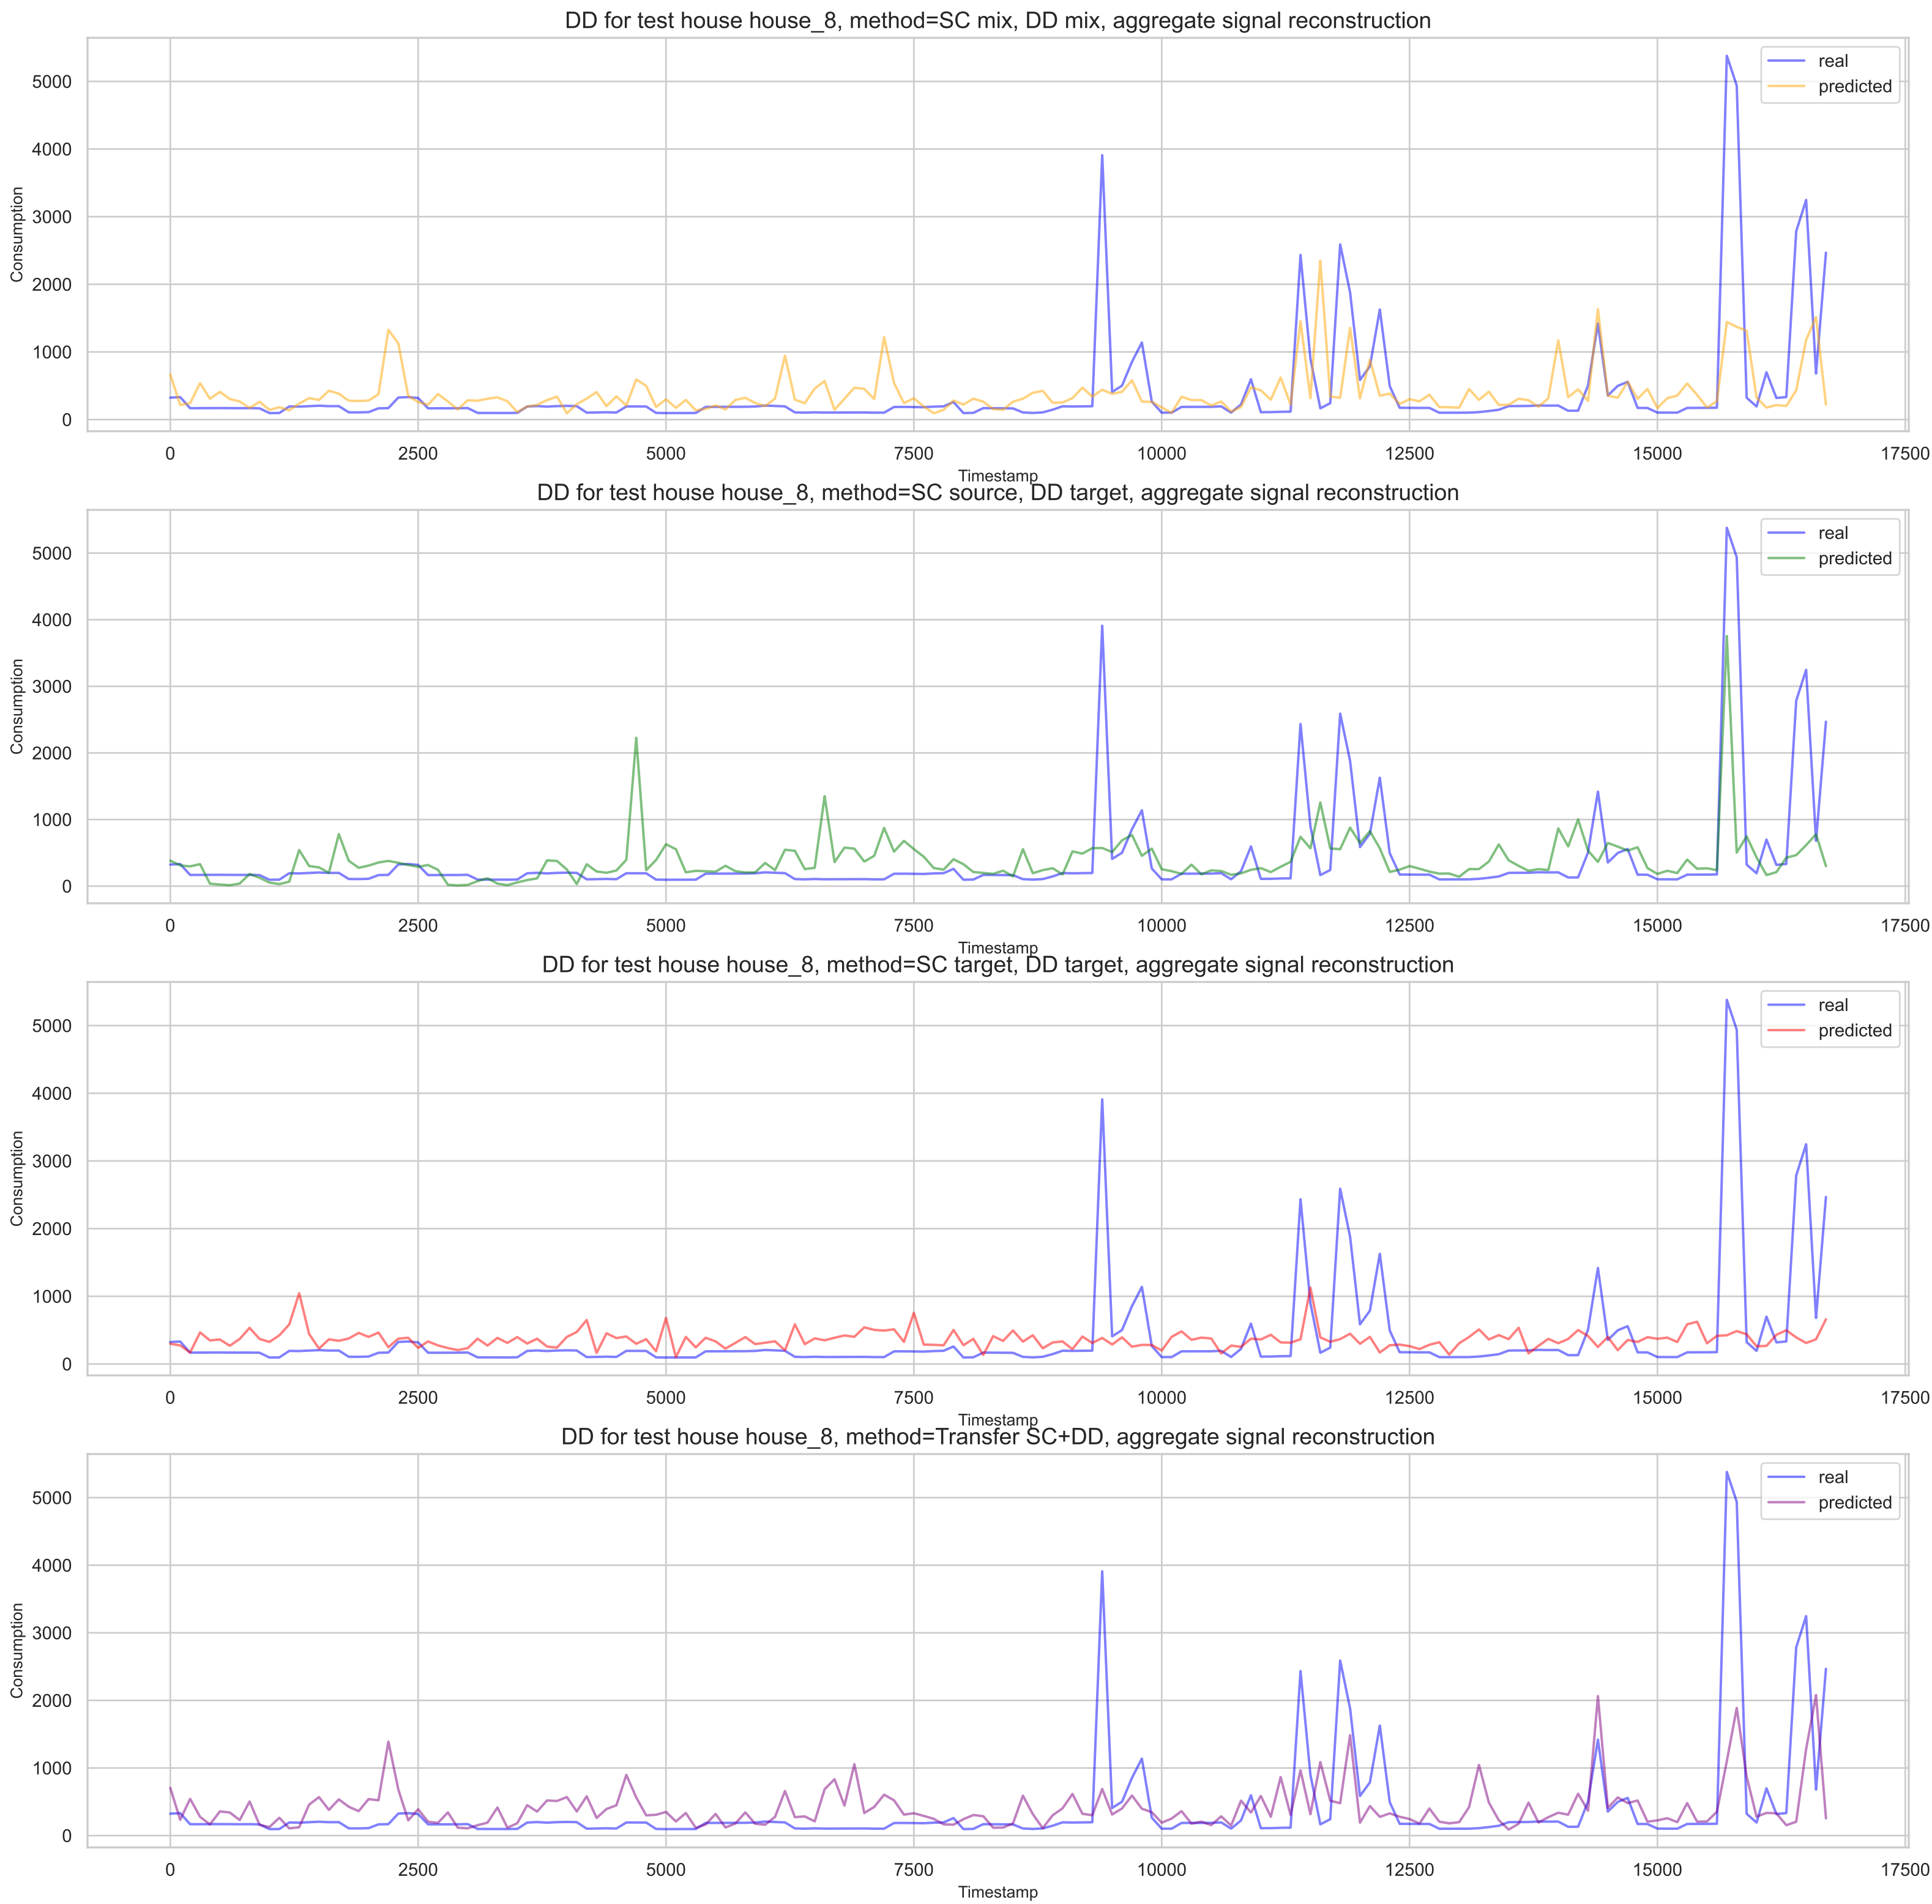 DD for test house house_8, method=SC mix, DD mix, aggregate signal reconstruction
real
predicted
5000
4000
3000
2000
1000
0
Consumption
0 2500 5000 7500 10000 12500 15000 17500
Timestamp
DD for test house house_8, method=SC source, DD target, aggregate signal reconstruction
real
predicted
5000
4000
3000
2000
1000
0
Consumption
0 2500 5000 7500 10000 12500 15000 17500
Timestamp
DD for test house house_8, method=SC target, DD target, aggregate signal reconstruction
real
predicted
5000
4000
3000
2000
1000
0
Consumption
0 2500 5000 7500 10000 12500 15000 17500
Timestamp
DD for test house house_8, method=Transfer SC+DD, aggregate signal reconstruction
real
predicted
5000
4000
3000
2000
1000
0
Consumption
0 2500 5000 7500 10000 12500 15000 17500
Timestamp